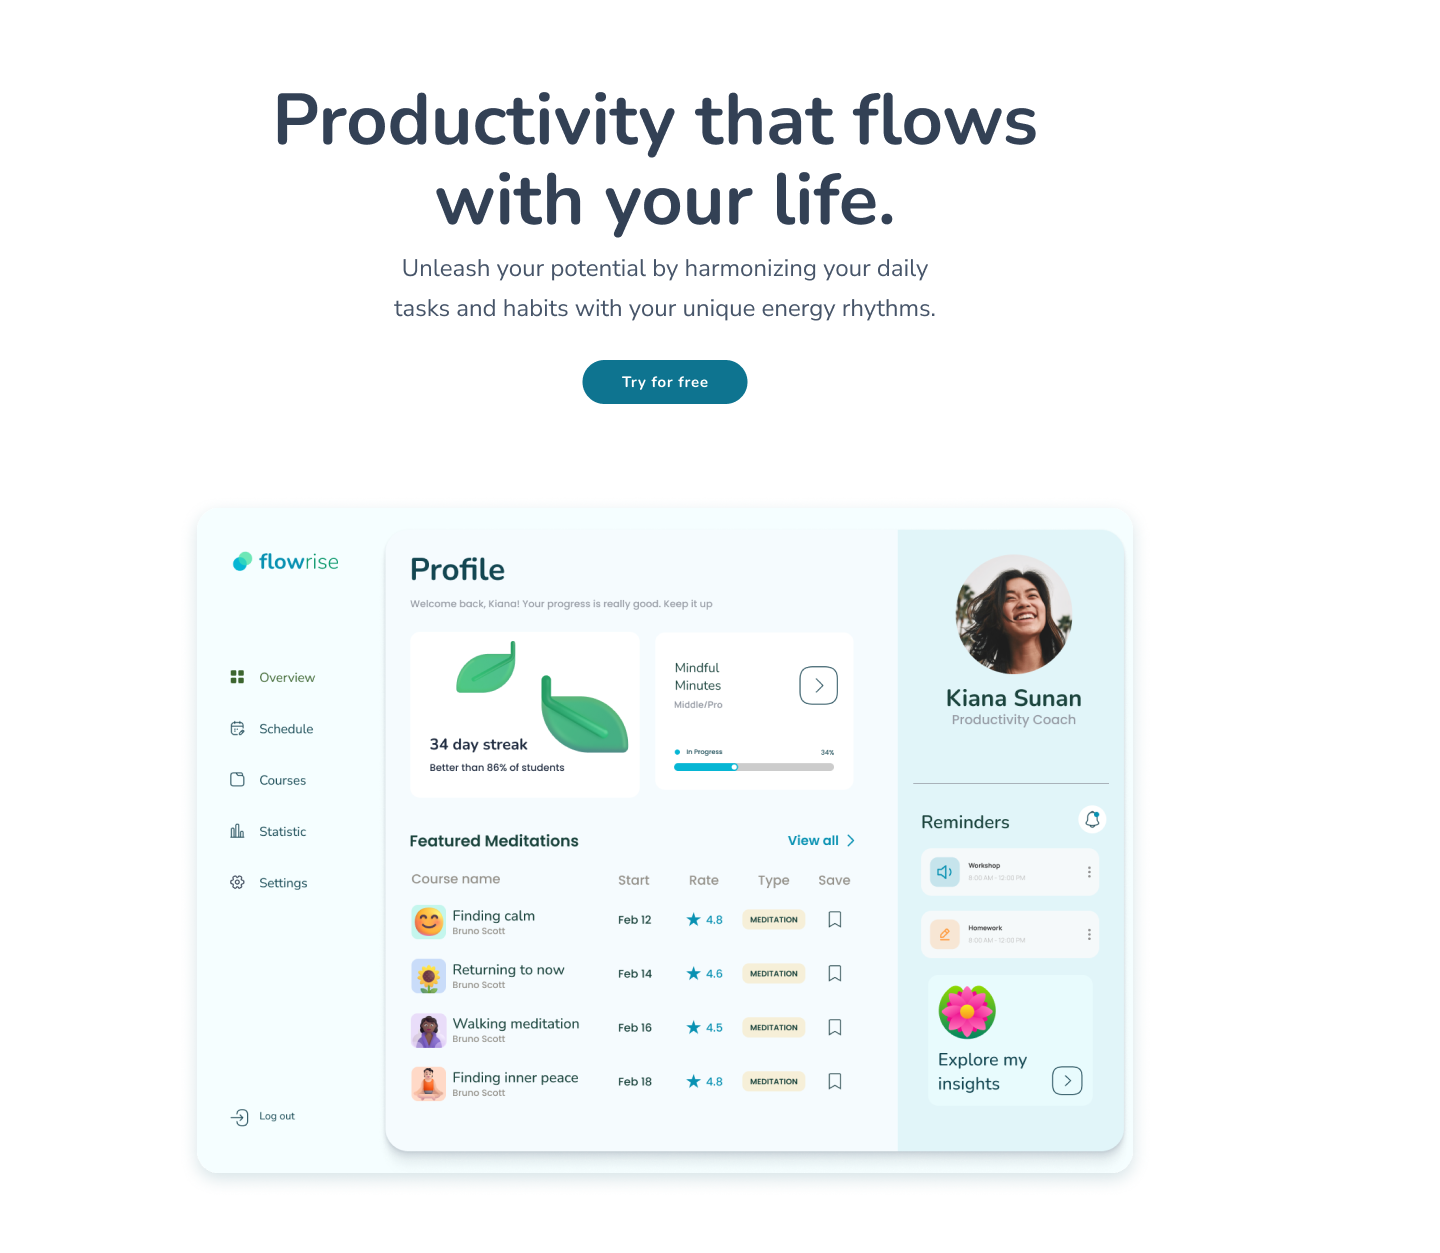 Productivity that flows
with your life.
Unleash your potential by harmonizing your daily
tasks and habits with your unique energy rhythms.
Try for free
flowrise
Overview
Schedule
Courses
Statistic
Settings
Log out
Profile
Welcome back, Kiana! Your progress is really good. Keep it up
34 day streak
Better than 86% of students
Mindful
Minutes
Middle/Pro
In Progress 34%
Featured Meditations View all
Course name Start Rate Type Save
Finding calm Feb 12 4.8 MEDITATION
Bruno Scott
Returning to now Feb 14 4.6 MEDITATION
Bruno Scott
Walking meditation Feb 16 4.5 MEDITATION
Bruno Scott
Finding inner peace Feb 18 4.8 MEDITATION
Bruno Scott
Kiana Sunan
Productivity Coach
Reminders
Workshop
8:00 AM - 12:00 PM
Homework
8:00 AM - 12:00 PM
Explore my
insights